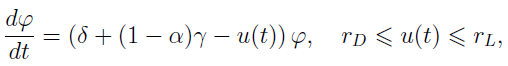 dφ/dt = (δ + (1 − α)γ − u(t)) φ, r_D ⩽ u(t) ⩽ r_L,